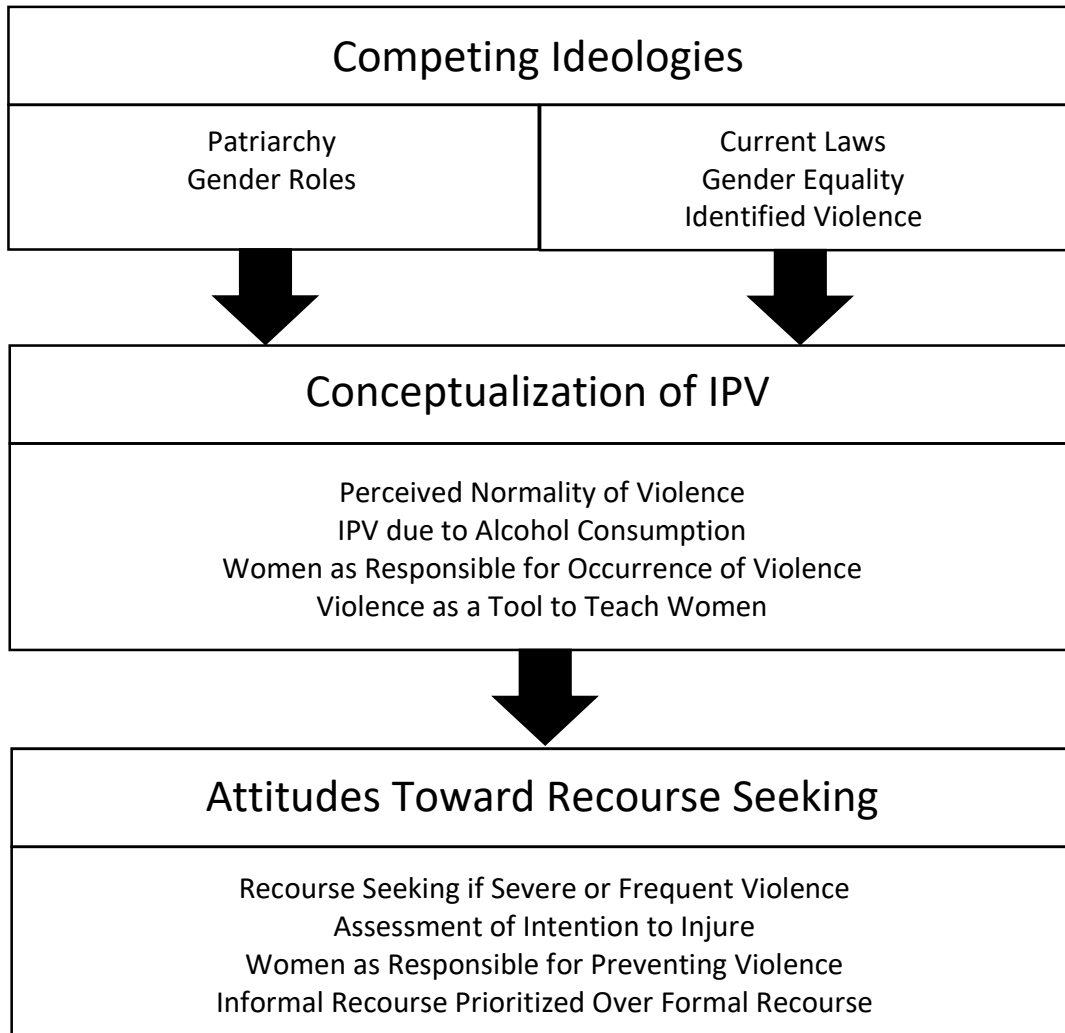 Competing Ideologies
Patriarchy
Gender Roles
Current Laws
Gender Equality
Identified Violence
Conceptualization of IPV
Perceived Normality of Violence
IPV due to Alcohol Consumption
Women as Responsible for Occurrence of Violence
Violence as a Tool to Teach Women
Attitudes Toward Recourse Seeking
Recourse Seeking if Severe or Frequent Violence
Assessment of Intention to Injure
Women as Responsible for Preventing Violence
Informal Recourse Prioritized Over Formal Recourse